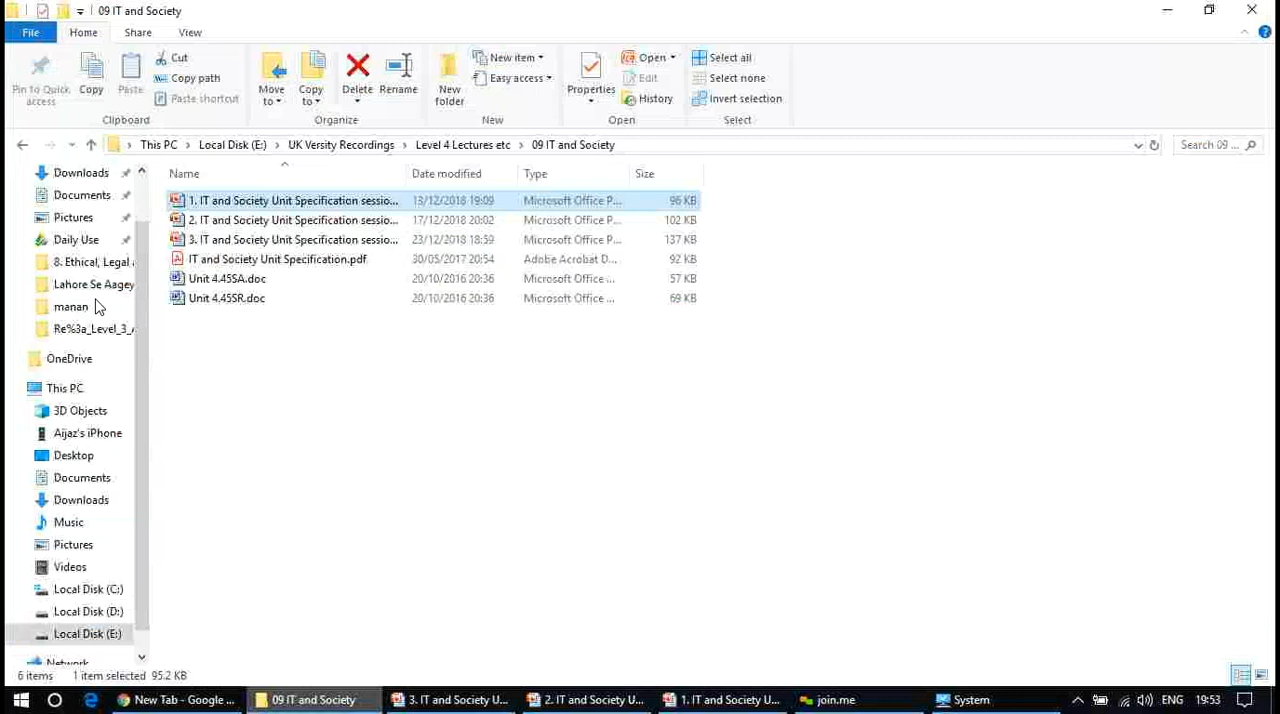 09 IT and Society
File Home Share View
Pin to Quick access
Copy
Paste
Cut
Copy path
Paste shortcut
Clipboard
Move to
Copy to
Delete
Rename
Organize
New folder
New item
Easy access
New
Properties
Open
Edit
History
Open
Select all
Select none
Invert selection
Select
This PC > Local Disk (E:) > UK Versity Recordings > Level 4 Lectures etc > 09 IT and Society
Search 09 ...
Name Date modified Type Size
1. IT and Society Unit Specification sessio... 13/12/2018 19:09 Microsoft Office P... 96 KB
2. IT and Society Unit Specification sessio... 17/12/2018 20:02 Microsoft Office P... 102 KB
3. IT and Society Unit Specification sessio... 23/12/2018 18:59 Microsoft Office P... 137 KB
IT and Society Unit Specification.pdf 30/05/2017 20:54 Adobe Acrobat D... 92 KB
Unit 4.45SA.doc 20/10/2016 20:36 Microsoft Office ... 57 KB
Unit 4.45SR.doc 20/10/2016 20:36 Microsoft Office ... 69 KB
Downloads
Documents
Pictures
Daily Use
8. Ethical, Legal
Lahore Se Aagey
manan
Re%3a_Level_3_
OneDrive
This PC
3D Objects
Aijaz's iPhone
Desktop
Documents
Downloads
Music
Pictures
Videos
Local Disk (C:)
Local Disk (D:)
Local Disk (E:)
Network
6 items 1 item selected 95.2 KB
New Tab - Google ... 09 IT and Society 3. IT and Society U... 2. IT and Society U... 1. IT and Society U... join.me System ENG 19:53